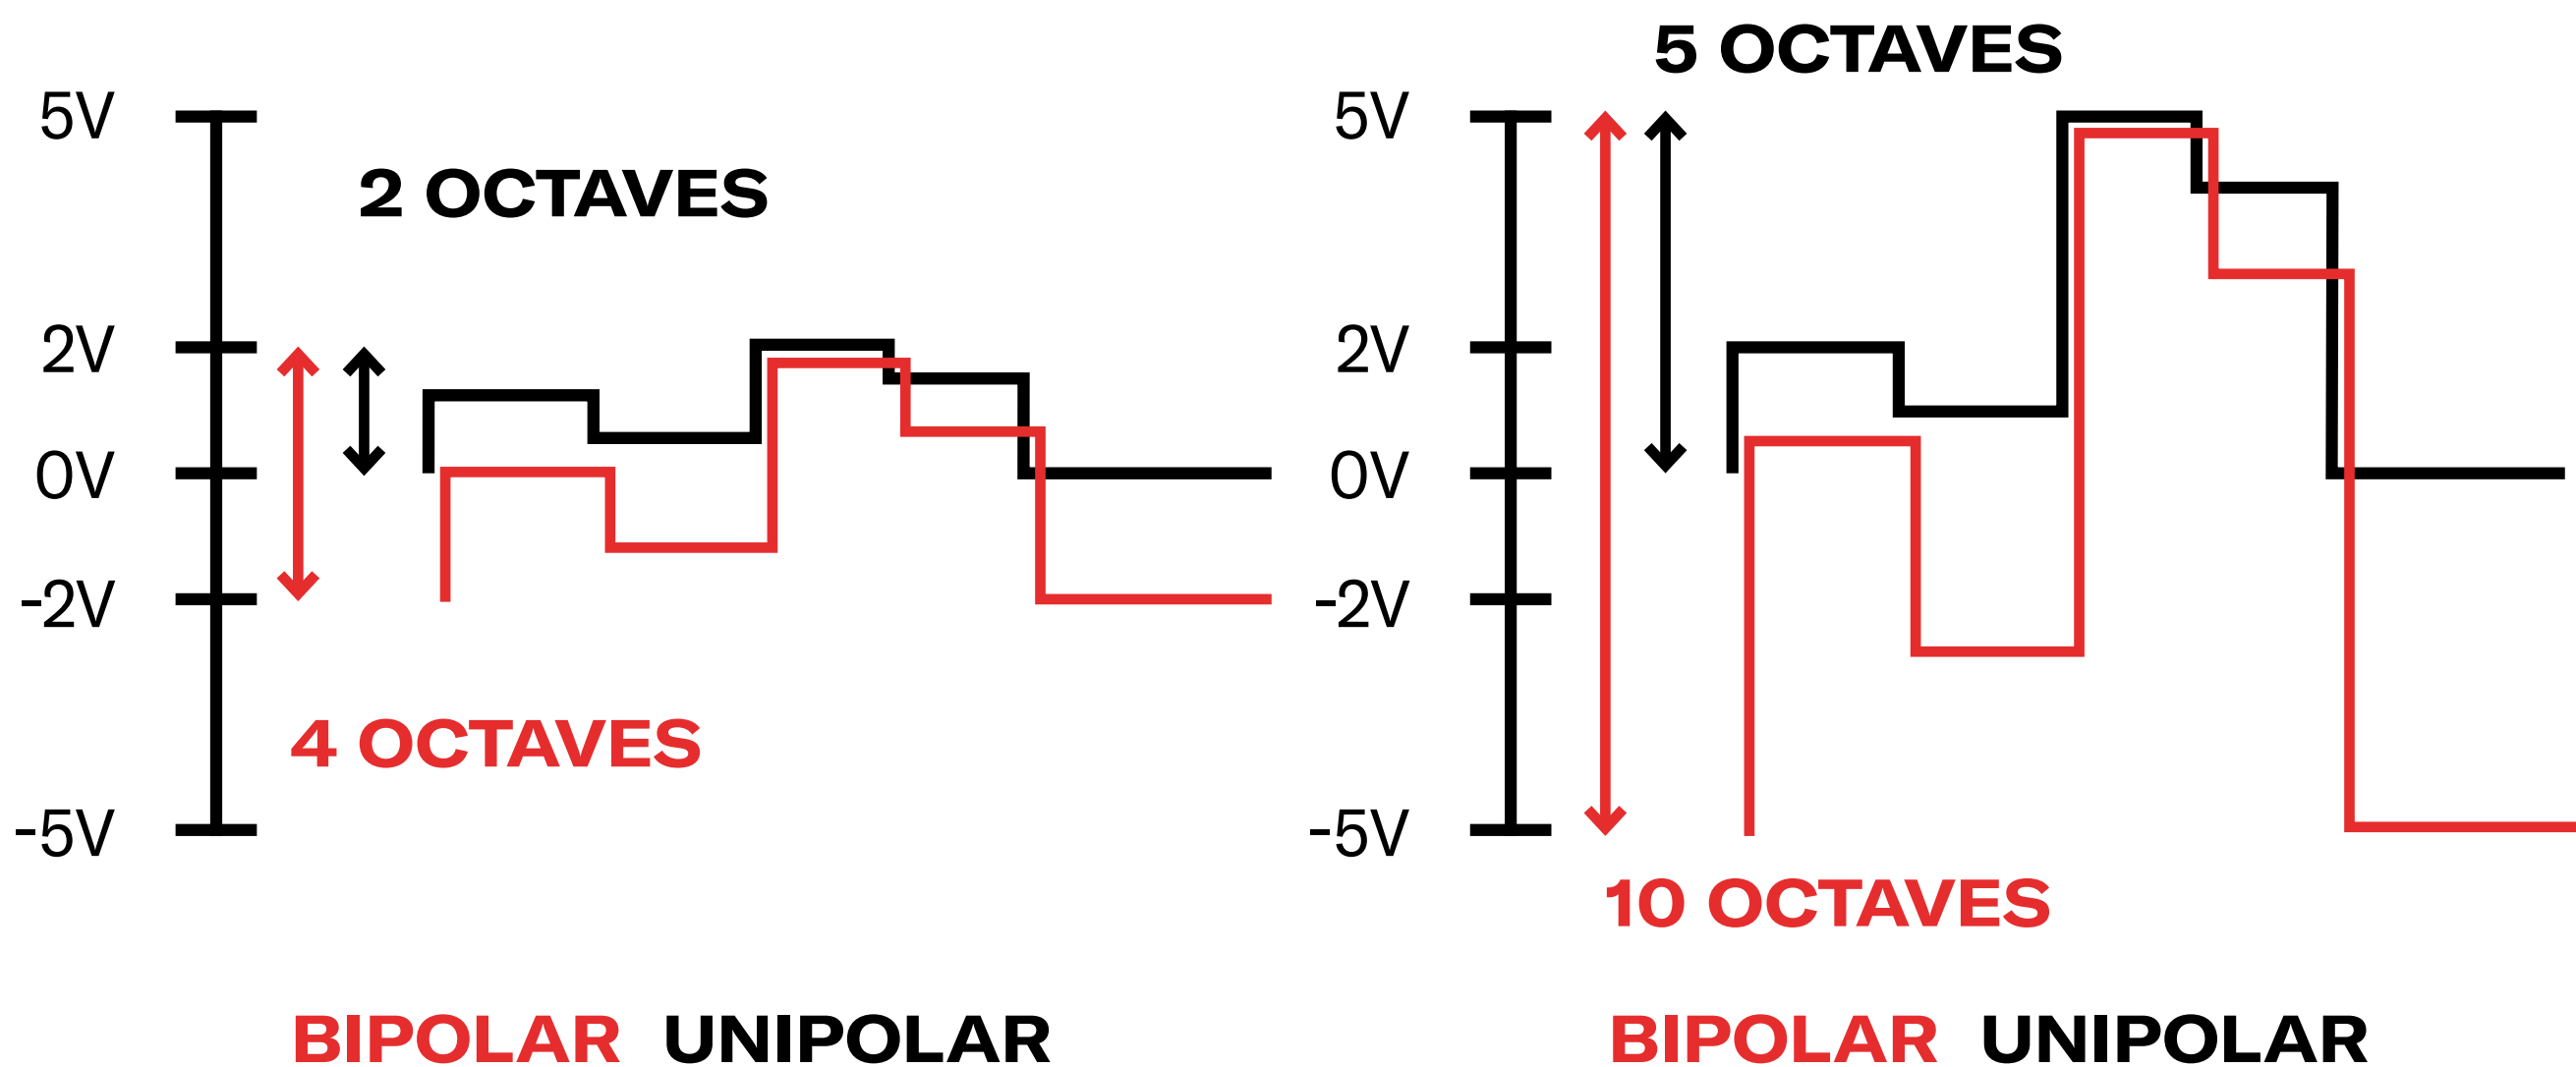 5V
2 OCTAVES
2V
0V
-2V
4 OCTAVES
-5V
BIPOLAR UNIPOLAR
5 OCTAVES
5V
2V
0V
-2V
-5V
10 OCTAVES
BIPOLAR UNIPOLAR